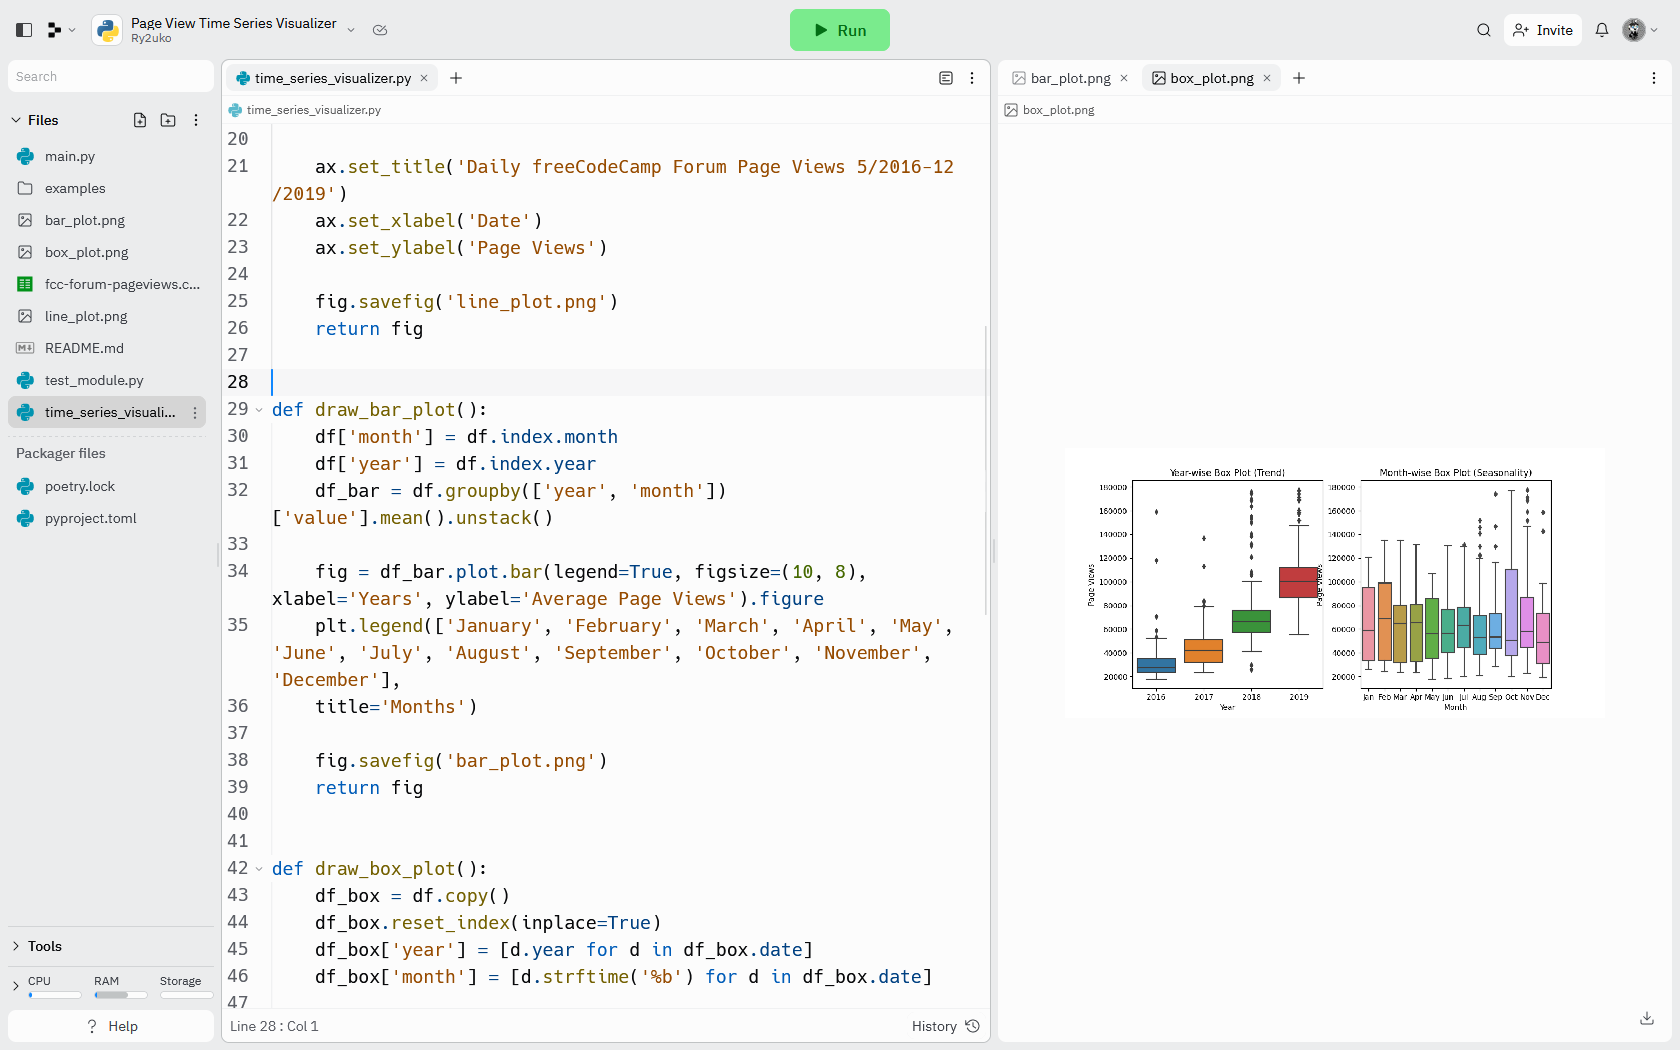 Page View Time Series Visualizer
Ry2uko
Run
Invite
Search
Files
main.py
examples
bar_plot.png
box_plot.png
fcc-forum-pageviews.c...
line_plot.png
README.md
test_module.py
time_series_visuali...
Packager files
poetry.lock
pyproject.toml
Tools
CPU RAM Storage
? Help
time_series_visualizer.py
time_series_visualizer.py
20
21 ax.set_title('Daily freeCodeCamp Forum Page Views 5/2016-12
/2019')
22 ax.set_xlabel('Date')
23 ax.set_ylabel('Page Views')
24
25 fig.savefig('line_plot.png')
26 return fig
27
28
29 def draw_bar_plot():
30 df['month'] = df.index.month
31 df['year'] = df.index.year
32 df_bar = df.groupby(['year', 'month'])
['value'].mean().unstack()
33
34 fig = df_bar.plot.bar(legend=True, figsize=(10, 8),
xlabel='Years', ylabel='Average Page Views').figure
35 plt.legend(['January', 'February', 'March', 'April', 'May',
'June', 'July', 'August', 'September', 'October', 'November',
'December'],
36 title='Months')
37
38 fig.savefig('bar_plot.png')
39 return fig
40
41
42 def draw_box_plot():
43 df_box = df.copy()
44 df_box.reset_index(inplace=True)
45 df_box['year'] = [d.year for d in df_box.date]
46 df_box['month'] = [d.strftime('%b') for d in df_box.date]
47
Line 28 : Col 1
History
bar_plot.png
box_plot.png
box_plot.png
Year-wise Box Plot (Trend)
180000
160000
140000
120000
100000
80000
60000
40000
20000
Page Views
2016 2017 2018 2019
Year
Month-wise Box Plot (Seasonality)
180000
160000
140000
120000
100000
80000
60000
40000
20000
Page Views
Jan Feb Mar Apr May Jun Jul Aug Sep Oct Nov Dec
Month